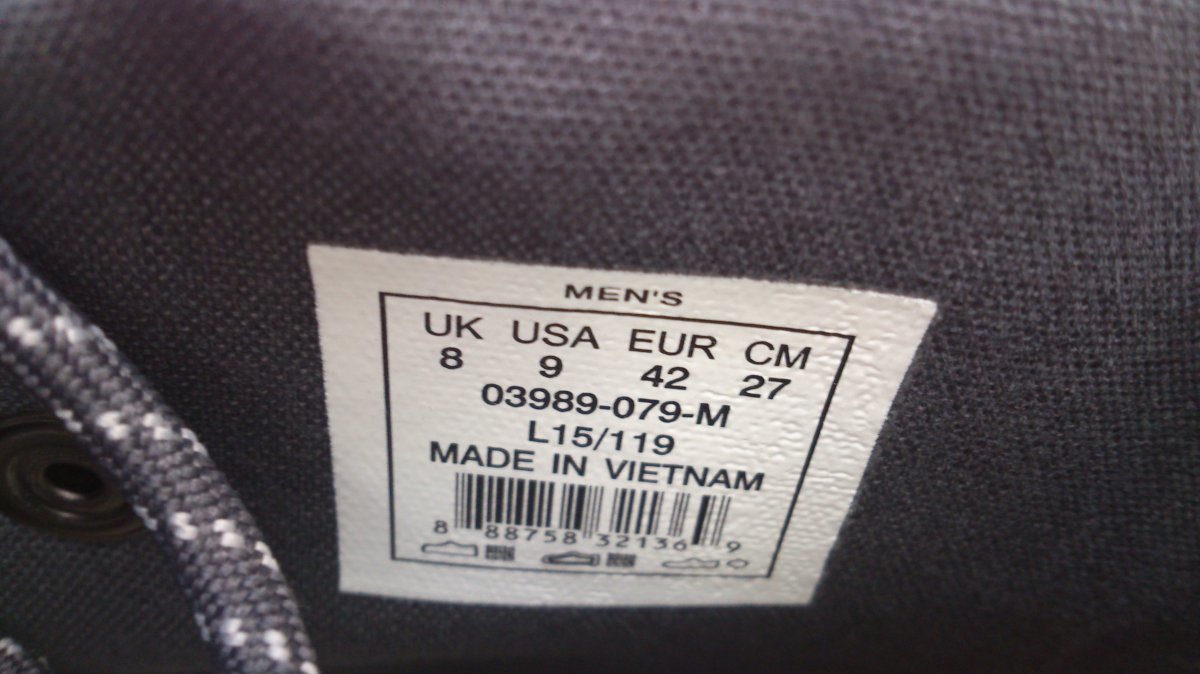 MEN'S
UK USA EUR CM
8 9 42 27
03989-079-M
L15/119
MADE IN VIETNAM
8 88758 32136 9